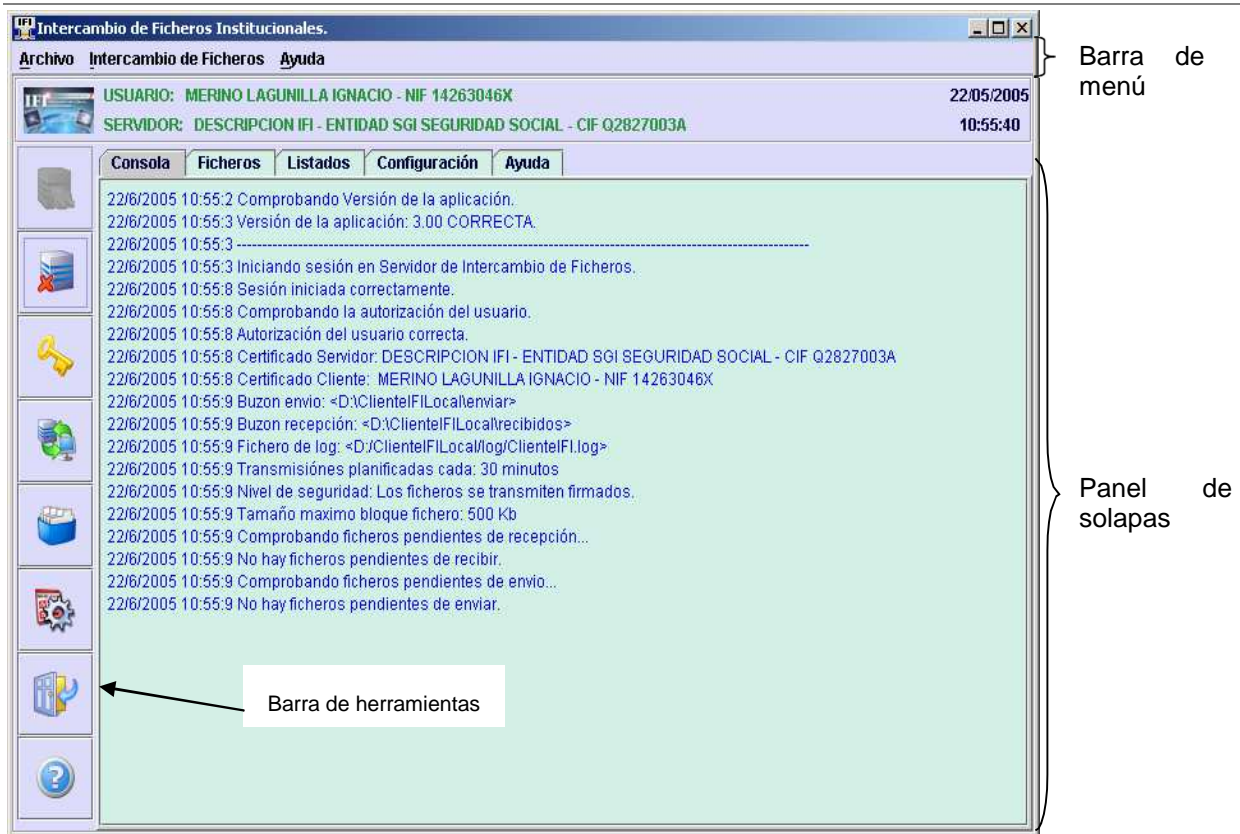 Intercambio de Ficheros Institucionales.
Archivo Intercambio de Ficheros Ayuda
Barra de
menú
IFI
USUARIO: MERINO LAGUNILLA IGNACIO - NIF 14263046X
22/05/2005
SERVIDOR: DESCRIPCION IFI - ENTIDAD SGI SEGURIDAD SOCIAL - CIF Q2827003A
10:55:40
Consola Ficheros Listados Configuración Ayuda
22/6/2005 10:55:2 Comprobando Versión de la aplicación.
22/6/2005 10:55:3 Versión de la aplicación: 3.00 CORRECTA.
22/6/2005 10:55:3 ----------------------------------------------------------------------------------------------------
22/6/2005 10:55:3 Iniciando sesión en Servidor de Intercambio de Ficheros.
22/6/2005 10:55:8 Sesión iniciada correctamente.
22/6/2005 10:55:8 Comprobando la autorización del usuario.
22/6/2005 10:55:8 Autorización del usuario correcta.
22/6/2005 10:55:8 Certificado Servidor: DESCRIPCION IFI - ENTIDAD SGI SEGURIDAD SOCIAL - CIF Q2827003A
22/6/2005 10:55:8 Certificado Cliente: MERINO LAGUNILLA IGNACIO - NIF 14263046X
22/6/2005 10:55:9 Buzon envio: <D:\ClienteIFILocal\enviar>
22/6/2005 10:55:9 Buzon recepción: <D:\ClienteIFILocal\recibidos>
22/6/2005 10:55:9 Fichero de log: <D:/ClienteIFILocal/log/ClienteIFI.log>
22/6/2005 10:55:9 Transmisiónes planificadas cada: 30 minutos
22/6/2005 10:55:9 Nivel de seguridad: Los ficheros se transmiten firmados.
22/6/2005 10:55:9 Tamaño maximo bloque fichero: 500 Kb
22/6/2005 10:55:9 Comprobando ficheros pendientes de recepción...
22/6/2005 10:55:9 No hay ficheros pendientes de recibir.
22/6/2005 10:55:9 Comprobando ficheros pendientes de envio...
22/6/2005 10:55:9 No hay ficheros pendientes de enviar.
Panel de
solapas
Barra de herramientas